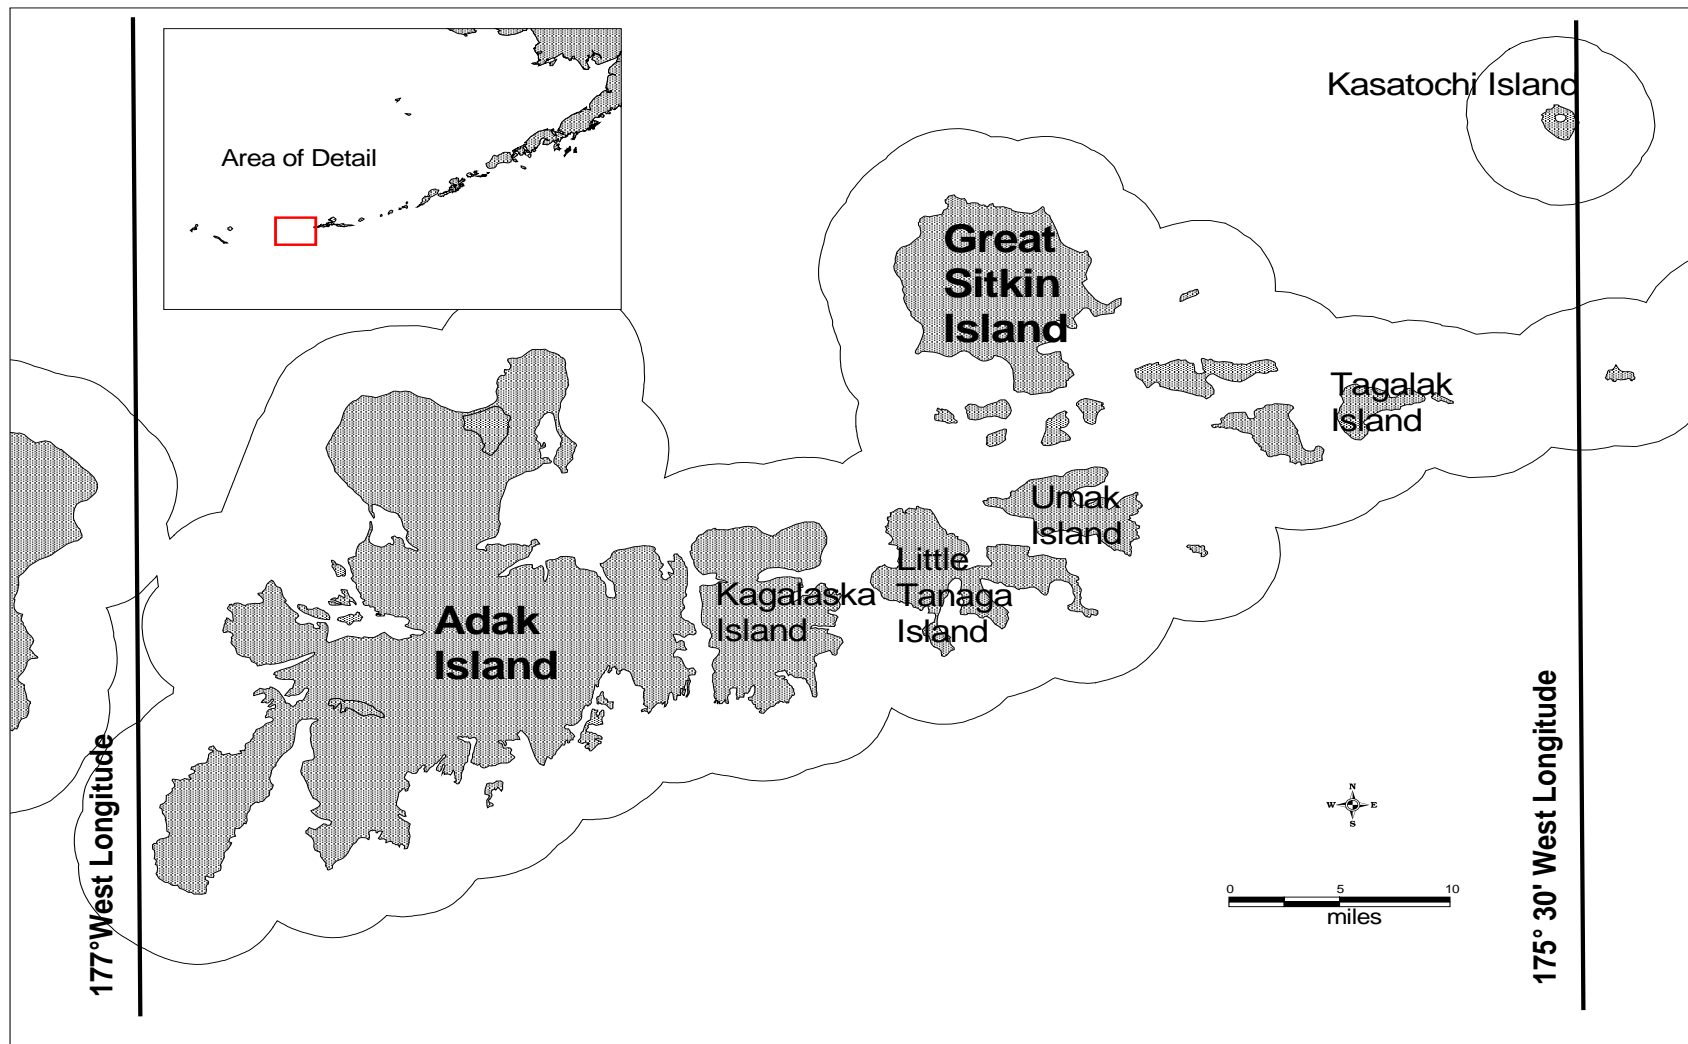 Kasatochi Island
Area of Detail
Great
Sitkin
Island
Tagalak
Island
Umak
Island
Little
Tanaga
Island
Kagalaska
Island
Adak
Island
177°West Longitude
175° 30' West Longitude
N
W E
S
0 5 10
miles